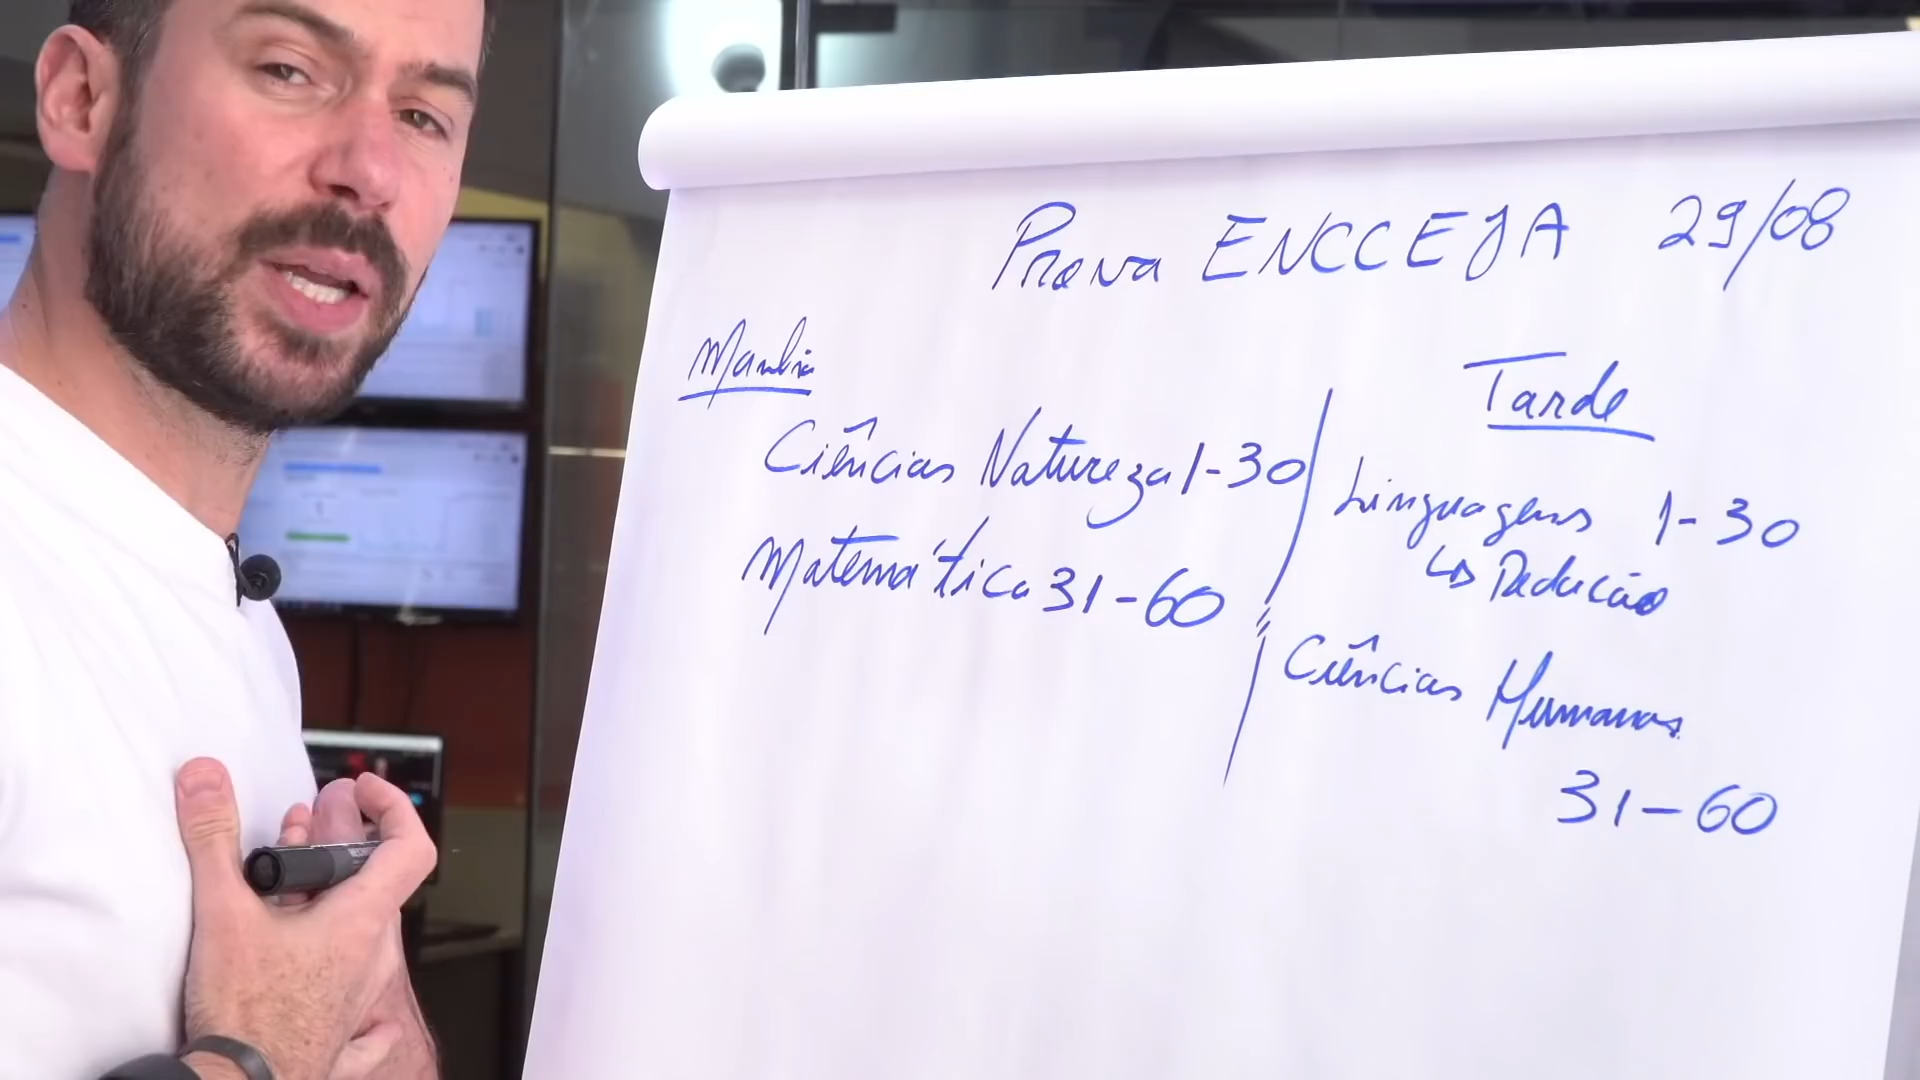 Prova ENCCEJA 29/08
Manhã
Ciências Natureza 1-30
Matemática 31-60
Tarde
Linguagens 1-30
↳ Redação
Ciências Humanas
31-60